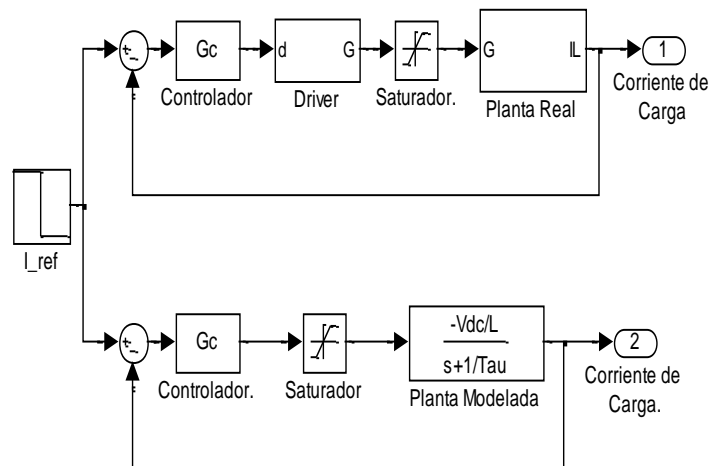 +-
Gc
Controlador
d
G
Driver
Saturador.
G
IL
Planta Real
1
Corriente de
Carga
I_ref
+-
Gc
Controlador.
Saturador
-Vdc/L
s+1/Tau
Planta Modelada
2
Corriente de
Carga.